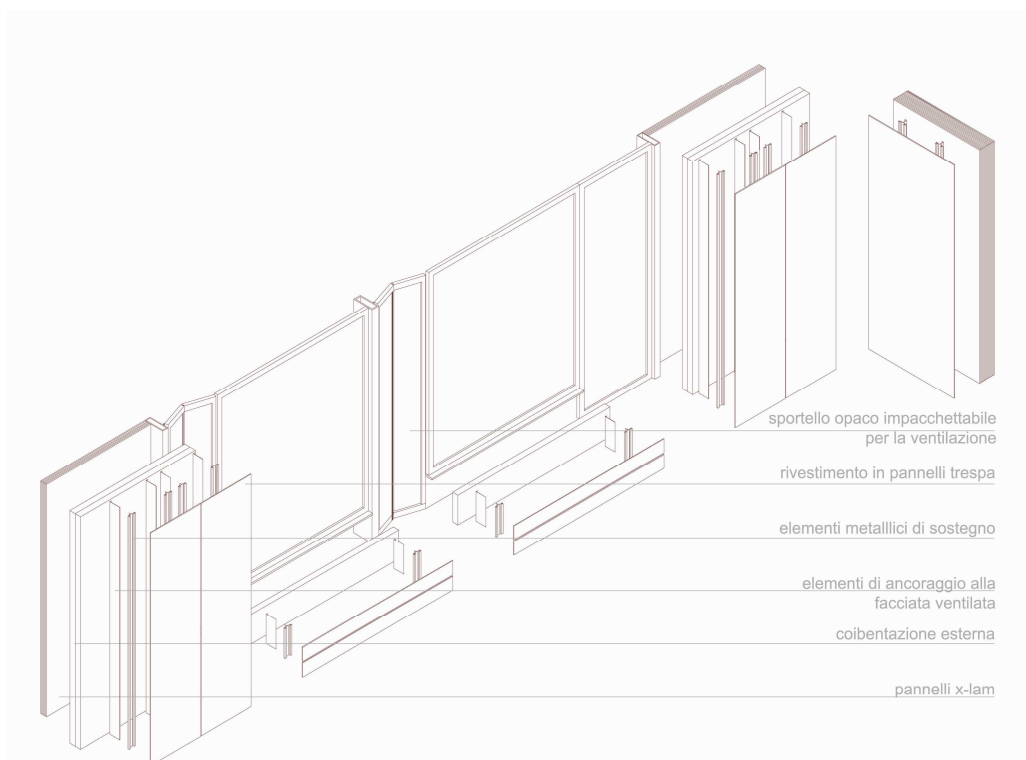 sportello opaco impacchettabile
per la ventilazione
rivestimento in pannelli trespa
elementi metalllici di sostegno
elementi di ancoraggio alla
facciata ventilata
coibentazione esterna
pannelli x-lam